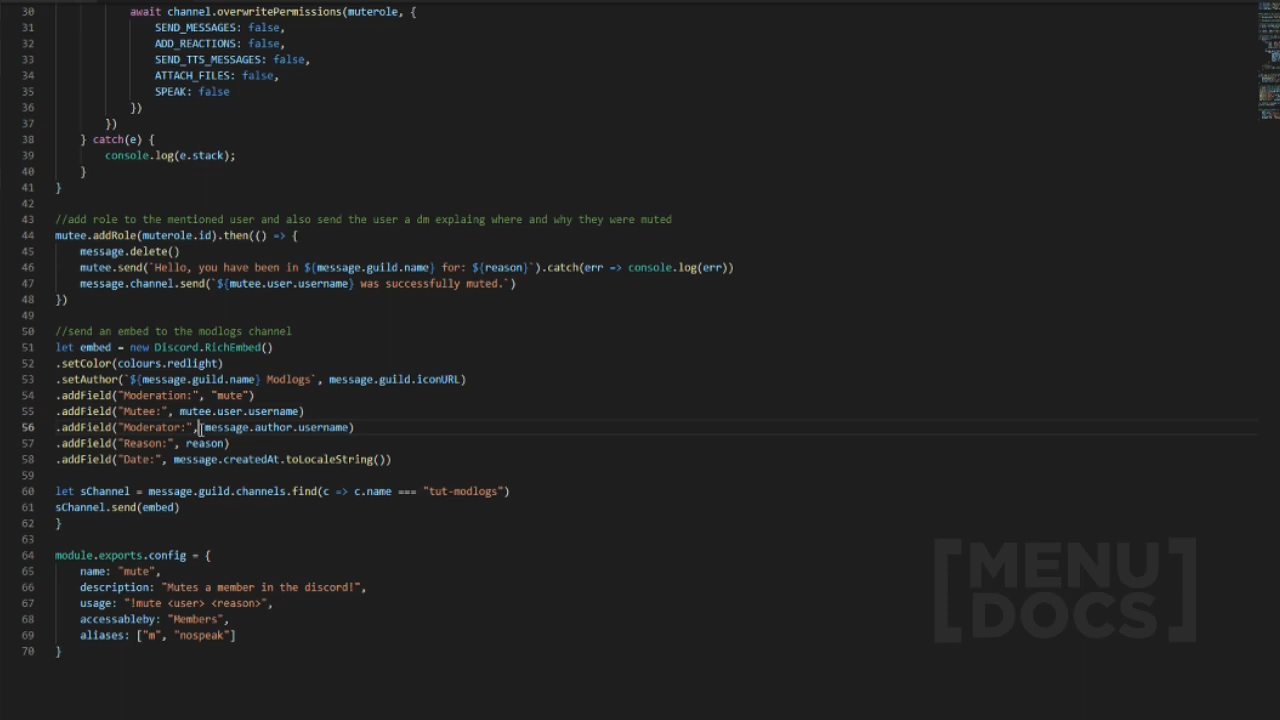 30 await channel.overwritePermissions(muterole, {
31 SEND_MESSAGES: false,
32 ADD_REACTIONS: false,
33 SEND_TTS_MESSAGES: false,
34 ATTACH_FILES: false,
35 SPEAK: false
36 })
37 })
38 } catch(e) {
39 console.log(e.stack);
40 }
41 }
42
43 //add role to the mentioned user and also send the user a dm explaing where and why they were muted
44 mutee.addRole(muterole.id).then(() => {
45 message.delete()
46 mutee.send(`Hello, you have been in ${message.guild.name} for: ${reason}`).catch(err => console.log(err))
47 message.channel.send(`${mutee.user.username} was successfully muted.`)
48 })
49
50 //send an embed to the modlogs channel
51 let embed = new Discord.RichEmbed()
52 .setColor(colours.redlight)
53 .setAuthor(`${message.guild.name} Modlogs`, message.guild.iconURL)
54 .addField("Moderation:", "mute")
55 .addField("Mutee:", mutee.user.username)
56 .addField("Moderator:", message.author.username)
57 .addField("Reason:", reason)
58 .addField("Date:", message.createdAt.toLocaleString())
59
60 let sChannel = message.guild.channels.find(c => c.name === "tut-modlogs")
61 sChannel.send(embed)
62 }
63
64 module.exports.config = {
65 name: "mute",
66 description: "Mutes a member in the discord!",
67 usage: "!mute <user> <reason>",
68 accessableby: "Members",
69 aliases: ["m", "nospeak"]
70 }
[MENU
DOCS]